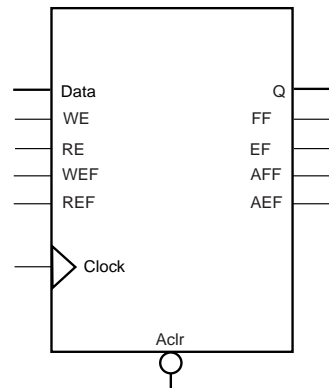 Data Q
WE FF
RE EF
WEF AFF
REF AEF
Clock
Aclr